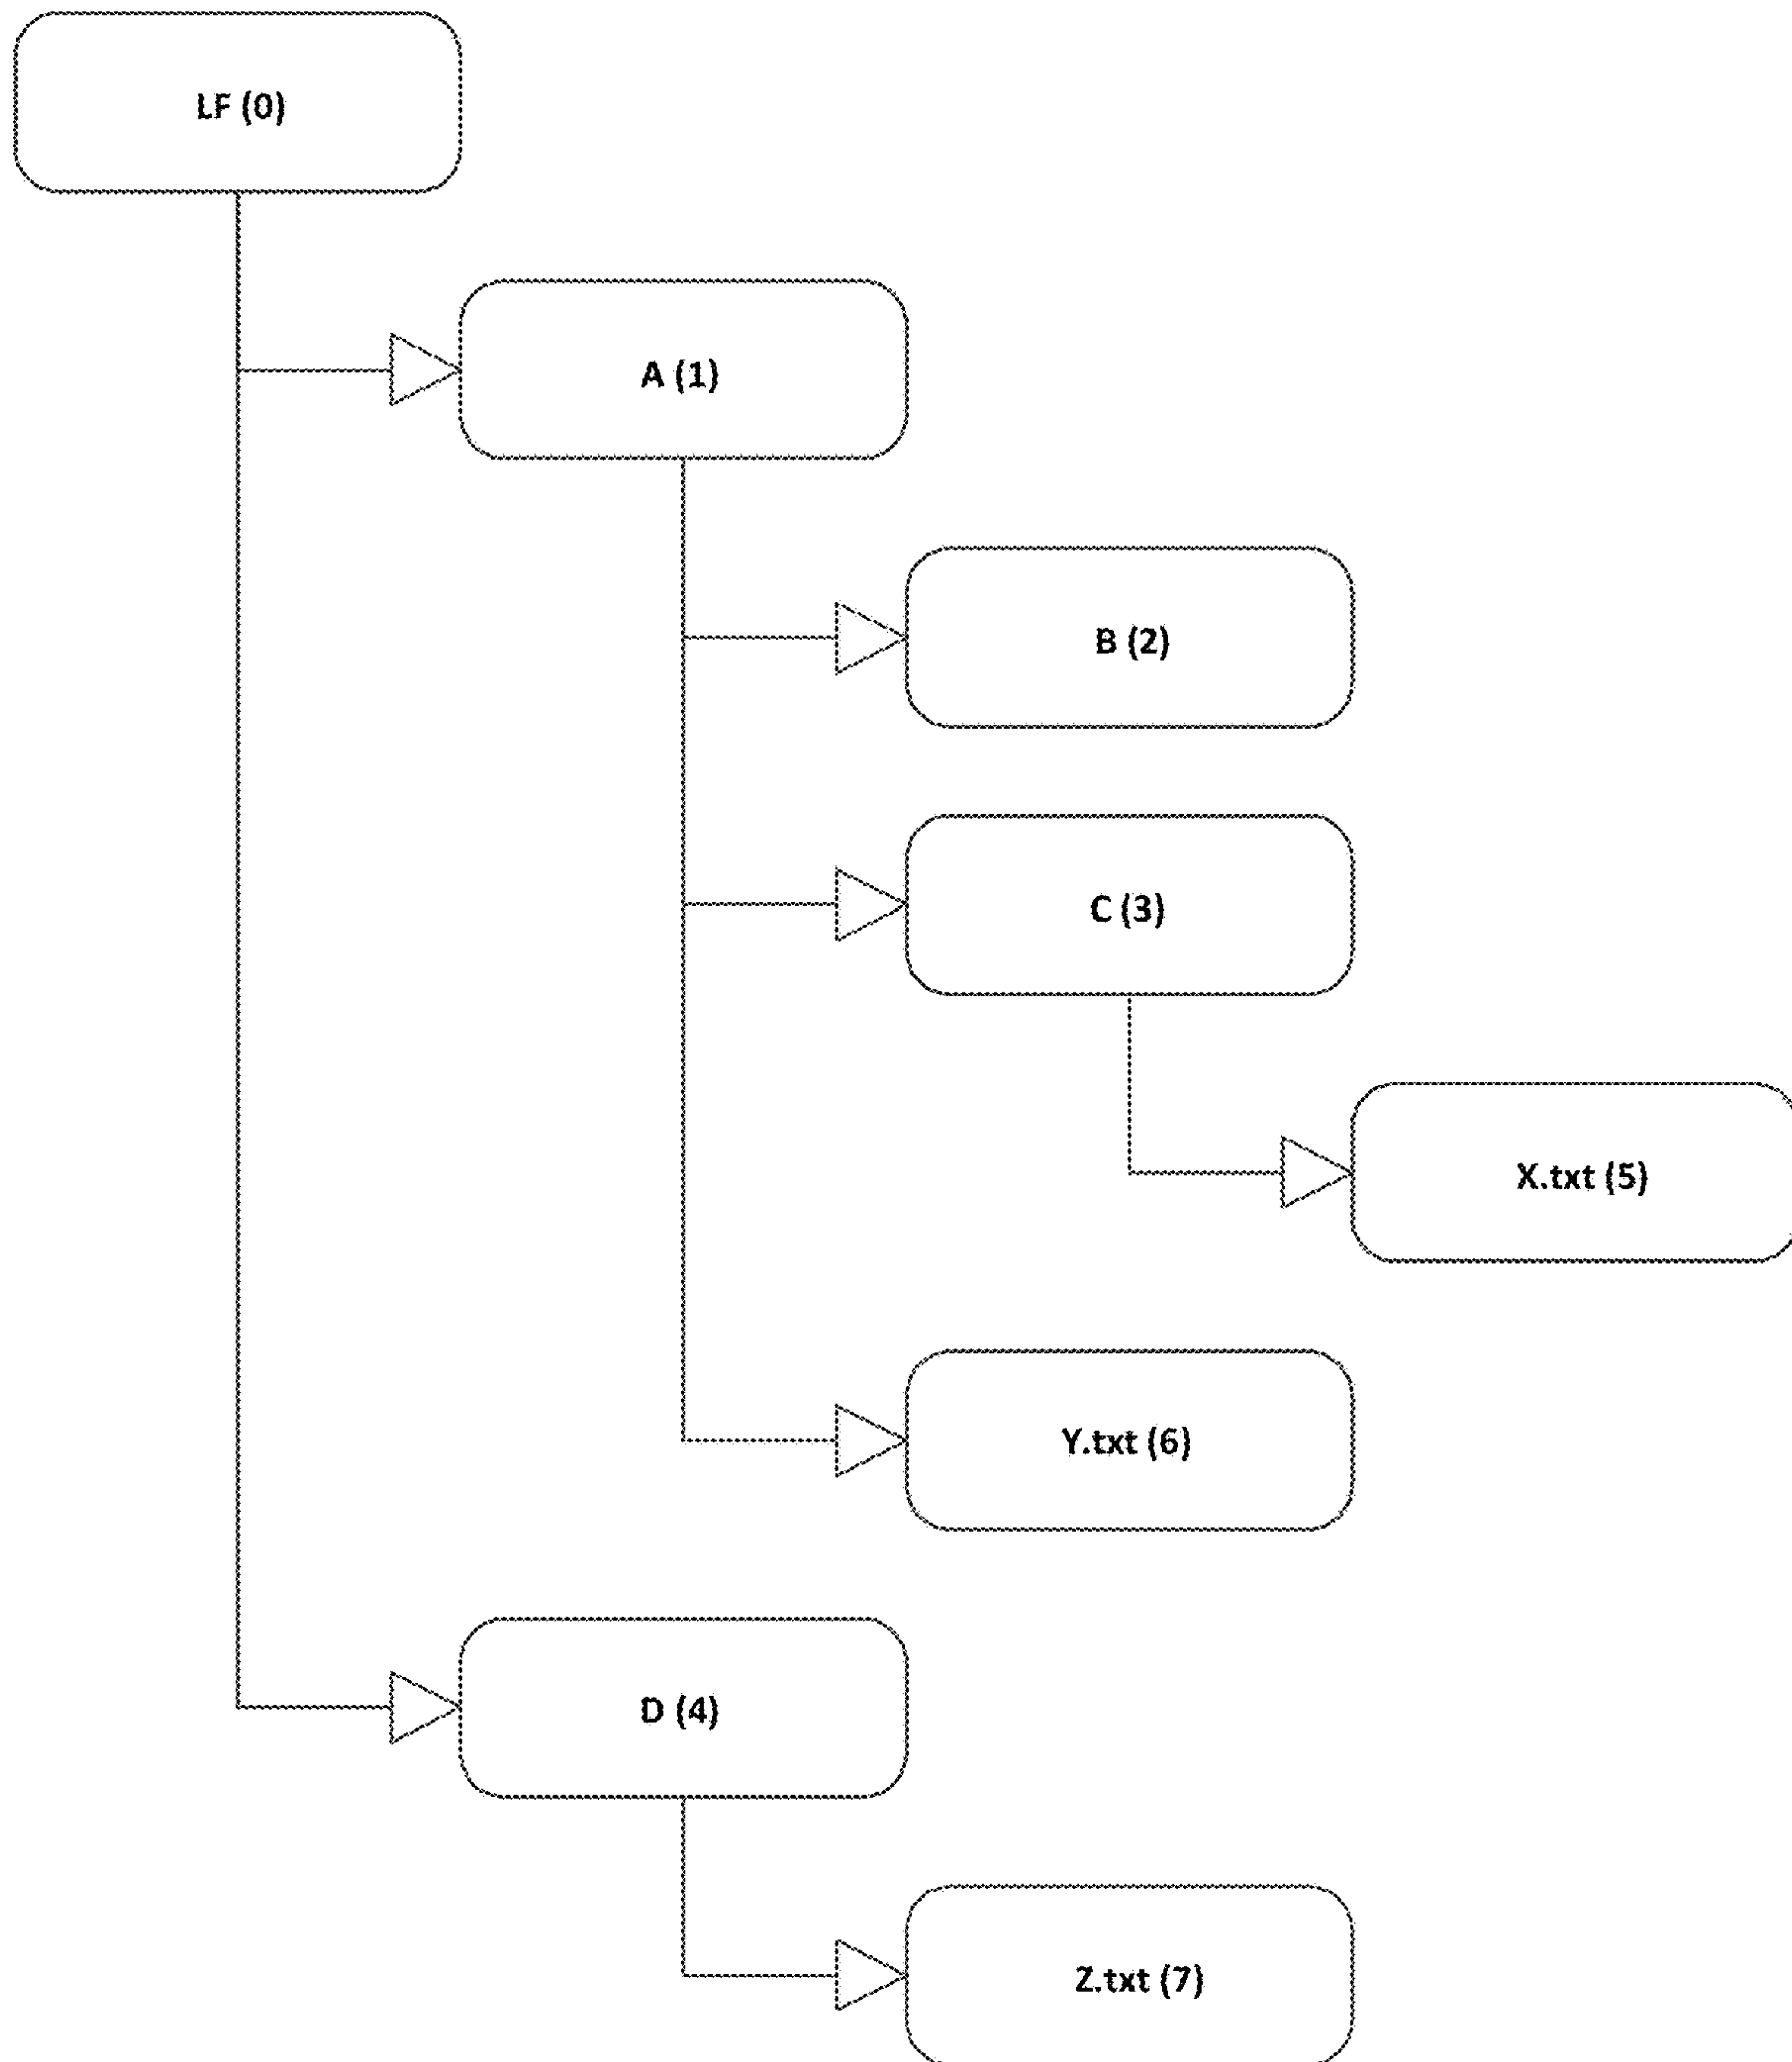 LF (0)
A (1)
B (2)
C (3)
X.txt (5)
Y.txt (6)
D (4)
Z.txt (7)